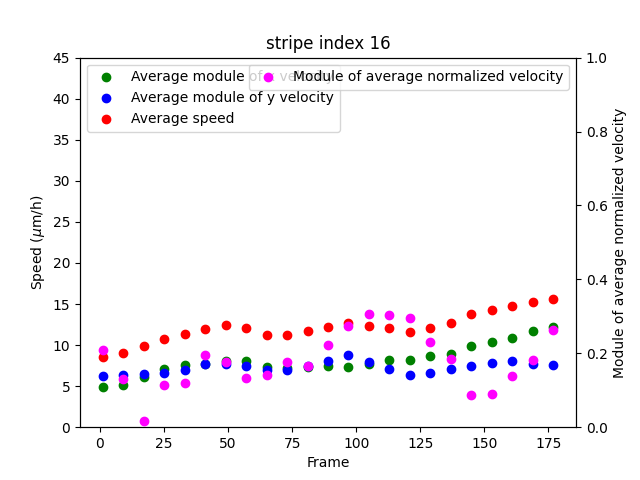 stripe index 16
Average module of
velocity
Average module of y velocity
Average speed
Module of average normalized velocity
Speed (μm/h)
45
40
35
30
25
20
15
10
5
0
1.0
0.8
0.6
0.4
0.2
0.0
Module of average normalized velocity
0
25
50
75
100
125
150
175
Frame